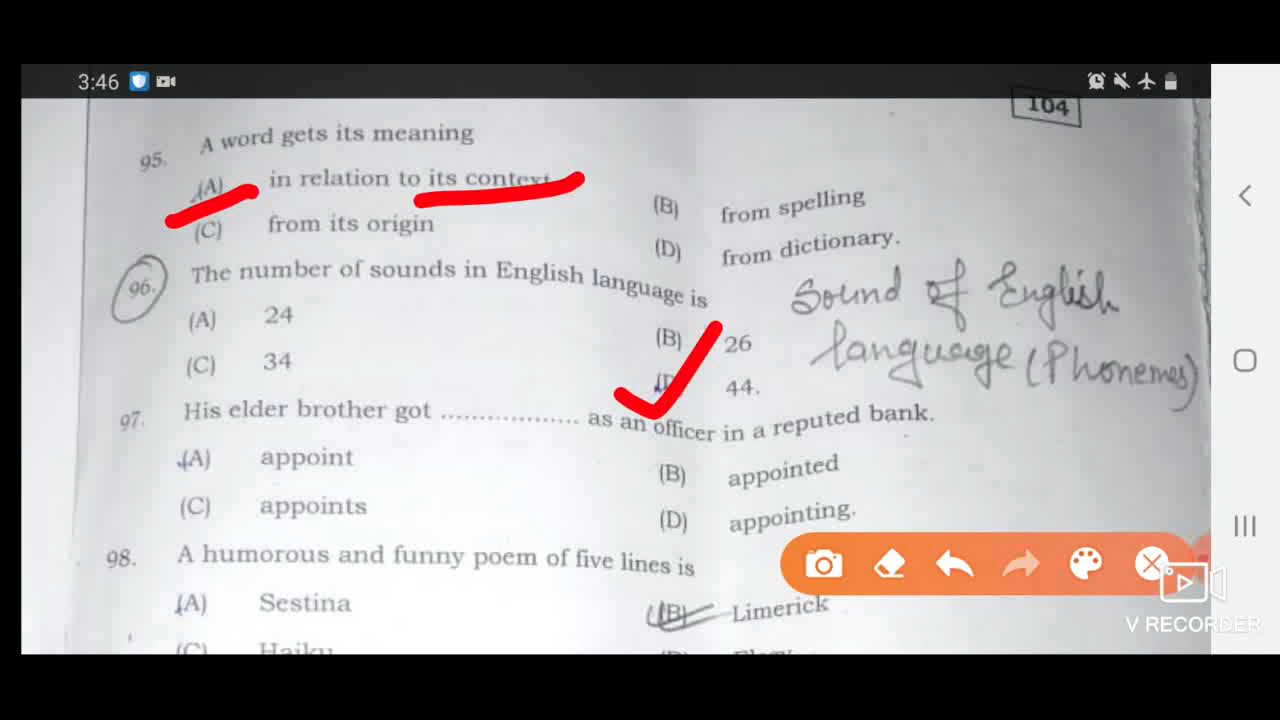 3:46
104
95. A word gets its meaning
(A) in relation to its context
(B) from spelling
(C) from its origin
(D) from dictionary.
96. The number of sounds in English language is
(A) 24
(B) 26
(C) 34
44.
Sound of English
language (Phonemes)
97. His elder brother got .................. as an officer in a reputed bank.
(A) appoint
(B) appointed
(C) appoints
(D) appointing.
98. A humorous and funny poem of five lines is
(A) Sestina
(B) Limerick
(C) Haiku
V RECORDER